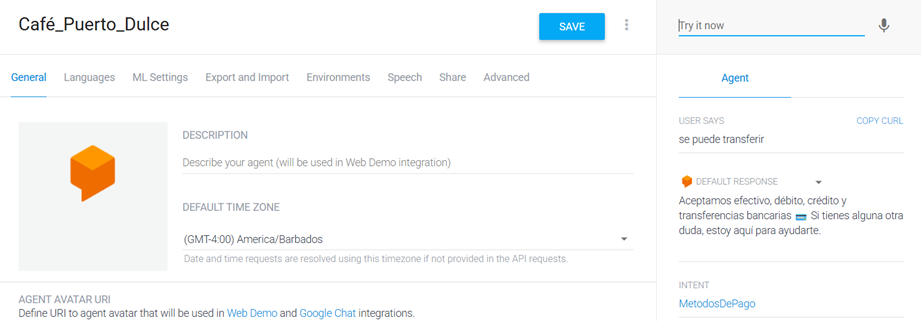 Café_Puerto_Dulce
SAVE
General Languages ML Settings Export and Import Environments Speech Share Advanced
DESCRIPTION
Describe your agent (will be used in Web Demo integration)
DEFAULT TIME ZONE
(GMT-4:00) America/Barbados
Date and time requests are resolved using this timezone if not provided in the API requests.
AGENT AVATAR URI
Define URI to agent avatar that will be used in Web Demo and Google Chat integrations.
Try it now
Agent
USER SAYS COPY CURL
se puede transferir
DEFAULT RESPONSE
Aceptamos efectivo, débito, crédito y
transferencias bancarias 💳 Si tienes alguna otra
duda, estoy aquí para ayudarte.
INTENT
MetodosDePago